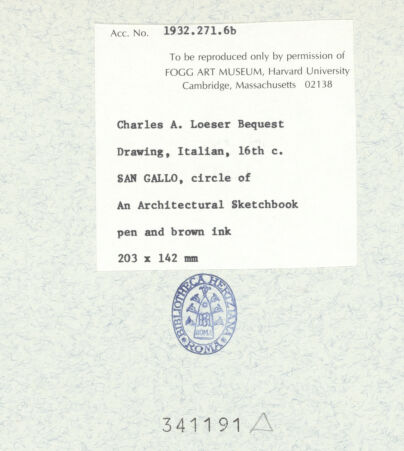 Acc. No. 1932.271.6b
To be reproduced only by permission of
FOGG ART MUSEUM, Harvard University
Cambridge, Massachusetts 02138
Charles A. Loeser Bequest
Drawing, Italian, 16th c.
SAN GALLO, circle of
An Architectural Sketchbook
pen and brown ink
203 x 142 mm
BIBLIOTHECA HERTZIANA
ROMA
341191